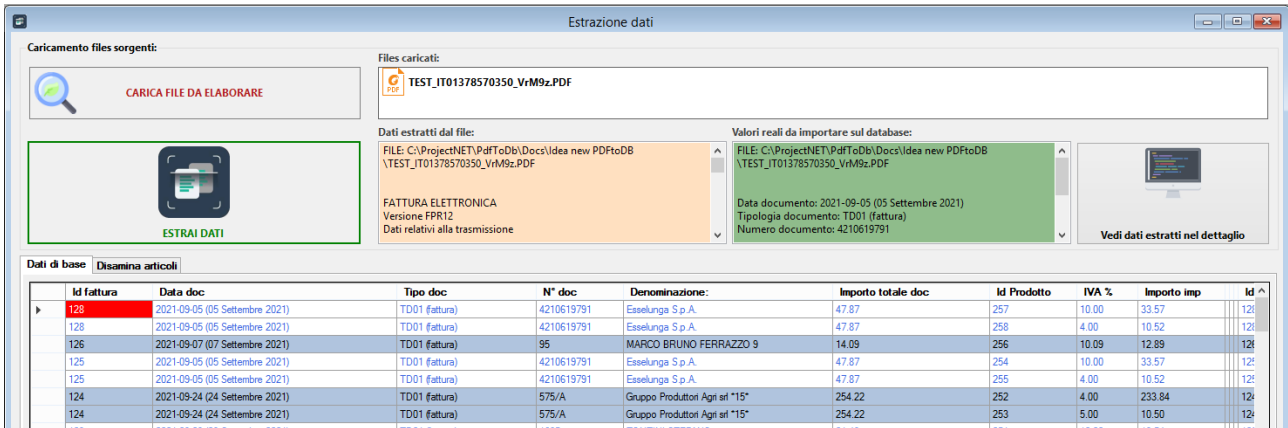 Estrazione dati
Caricamento files sorgenti:
CARICA FILE DA ELABORARE
Files caricati:
PDF
TEST_IT01378570350_VrM9z.PDF
ESTRAI DATI
Dati estratti dal file:
FILE: C:\ProjectNET\PdfToDb\Docs\Idea new PDFtoDB
\TEST_IT01378570350_VrM9z.PDF
FATTURA ELETTRONICA
Versione FPR12
Dati relativi alla trasmissione
Valori reali da importare sul database:
FILE: C:\ProjectNET\PdfToDb\Docs\Idea new PDFtoDB
\TEST_IT01378570350_VrM9z.PDF
Data documento: 2021-09-05 (05 Settembre 2021)
Tipologia documento: TD01 (fattura)
Numero documento: 4210619791
Vedi dati estratti nel dettaglio
Dati di base Disamina articoli
Id fattura Data doc Tipo doc N° doc Denominazione: Importo totale doc Id Prodotto IVA % Importo imp Id
128 2021-09-05 (05 Settembre 2021) TD01 (fattura) 4210619791 Esselunga S.p.A. 47.87 257 10.00 33.57 128
128 2021-09-05 (05 Settembre 2021) TD01 (fattura) 4210619791 Esselunga S.p.A. 47.87 258 4.00 10.52 128
126 2021-09-07 (07 Settembre 2021) TD01 (fattura) 95 MARCO BRUNO FERRAZZO 9 14.09 256 10.09 12.89 126
125 2021-09-05 (05 Settembre 2021) TD01 (fattura) 4210619791 Esselunga S.p.A. 47.87 254 10.00 33.57 125
125 2021-09-05 (05 Settembre 2021) TD01 (fattura) 4210619791 Esselunga S.p.A. 47.87 255 4.00 10.52 125
124 2021-09-24 (24 Settembre 2021) TD01 (fattura) 575/A Gruppo Produttori Agri srl "15" 254.22 252 4.00 233.84 124
124 2021-09-24 (24 Settembre 2021) TD01 (fattura) 575/A Gruppo Produttori Agri srl "15" 254.22 253 5.00 10.50 124